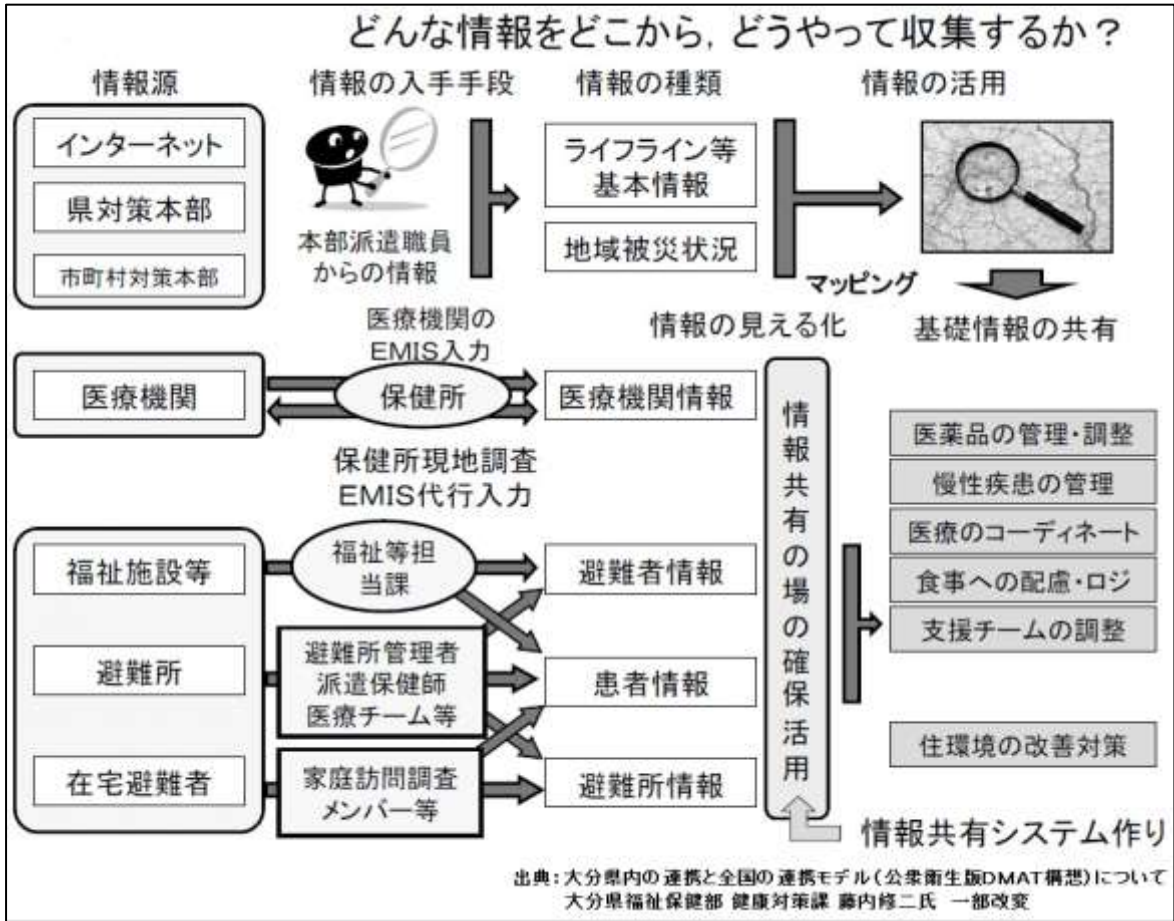 どんな情報をどこから，どうやって収集するか？
情報源
情報の入手手段
情報の種類
情報の活用
インターネット
県対策本部
市町村対策本部
本部派遣職員
からの情報
ライフライン等
基本情報
地域被災状況
マッピング
情報の見える化
基礎情報の共有
医療機関の
EMIS入力
医療機関
保健所
医療機関情報
保健所現地調査
EMIS代行入力
福祉施設等
避難所
在宅避難者
福祉等担
当課
避難所管理者
派遣保健師
医療チーム等
家庭訪問調査
メンバー等
避難者情報
患者情報
避難所情報
情報共有の場の確保活用
医薬品の管理・調整
慢性疾患の管理
医療のコーディネート
食事への配慮・ロジ
支援チームの調整
住環境の改善対策
情報共有システム作り
出典：大分県内の連携と全国の連携モデル（公衆衛生版DMAT構想）について
大分県福祉保健部 健康対策課 藤内修二氏 一部改変